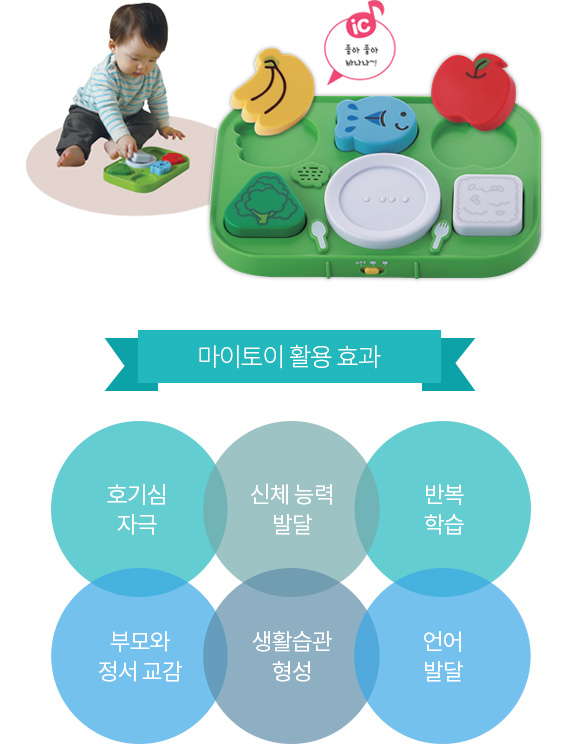 iC
좋아 좋아
바나나~!
마이토이 활용 효과
호기심
자극
신체 능력
발달
반복
학습
부모와
정서 교감
생활습관
형성
언어
발달